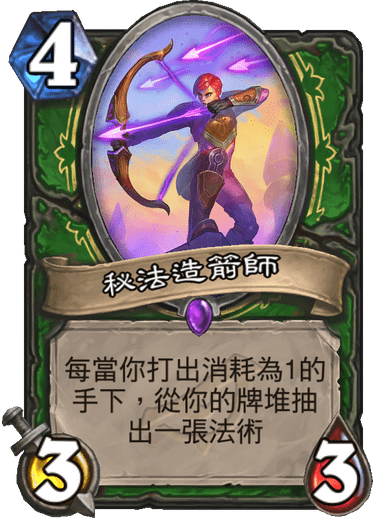 4
秘法造箭師
每當你打出消耗為1的
手下，從你的牌堆抽
出一張法術
3
3